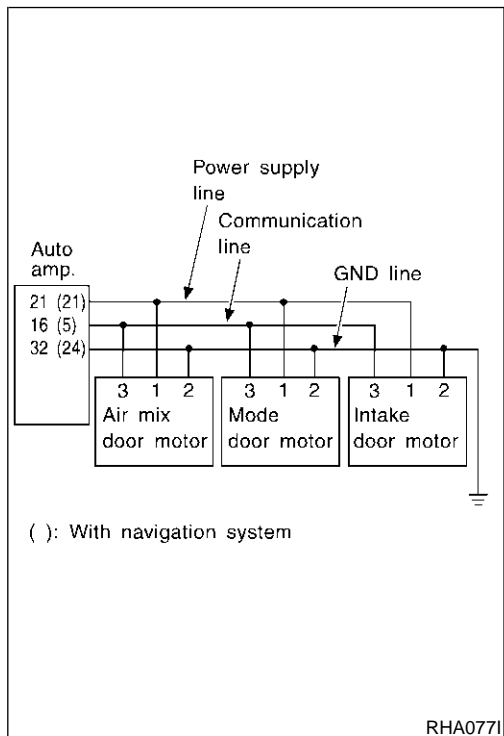 Power supply
line
Communication
line
GND line
Auto
amp.
21 (21)
16 (5)
32 (24)
3 1 2
Air mix
door motor
3 1 2
Mode
door motor
3 1 2
Intake
door motor
( ): With navigation system
RHA077I